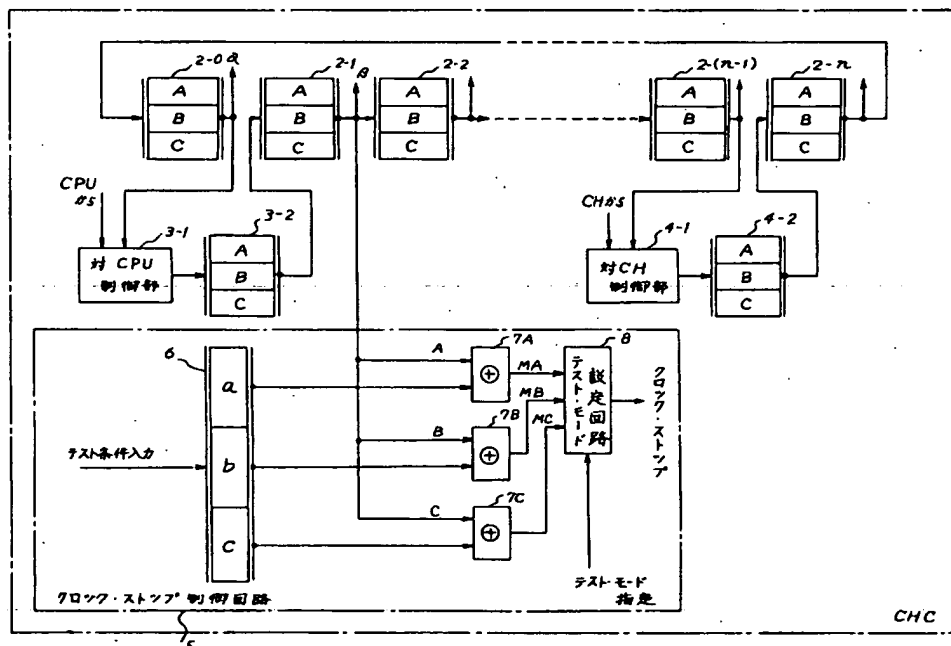 2-0 a
2-1
β
2-2
2-(n-1)
2-n
A
B
C
A
B
C
A
B
C
A
B
C
A
B
C
CPU
から
3-1
3-2
対CPU
制御部
A
B
C
CHから
4-1
4-2
対CH
制御部
A
B
C
6
a
b
c
テスト条件入力
A
B
C
7A
⊕
MA
7B
⊕
MB
7C
⊕
MC
8
テスト・モード
設定回路
クロック・ストップ
テスト・モード
指定
クロック・ストップ制御回路
5
CHC